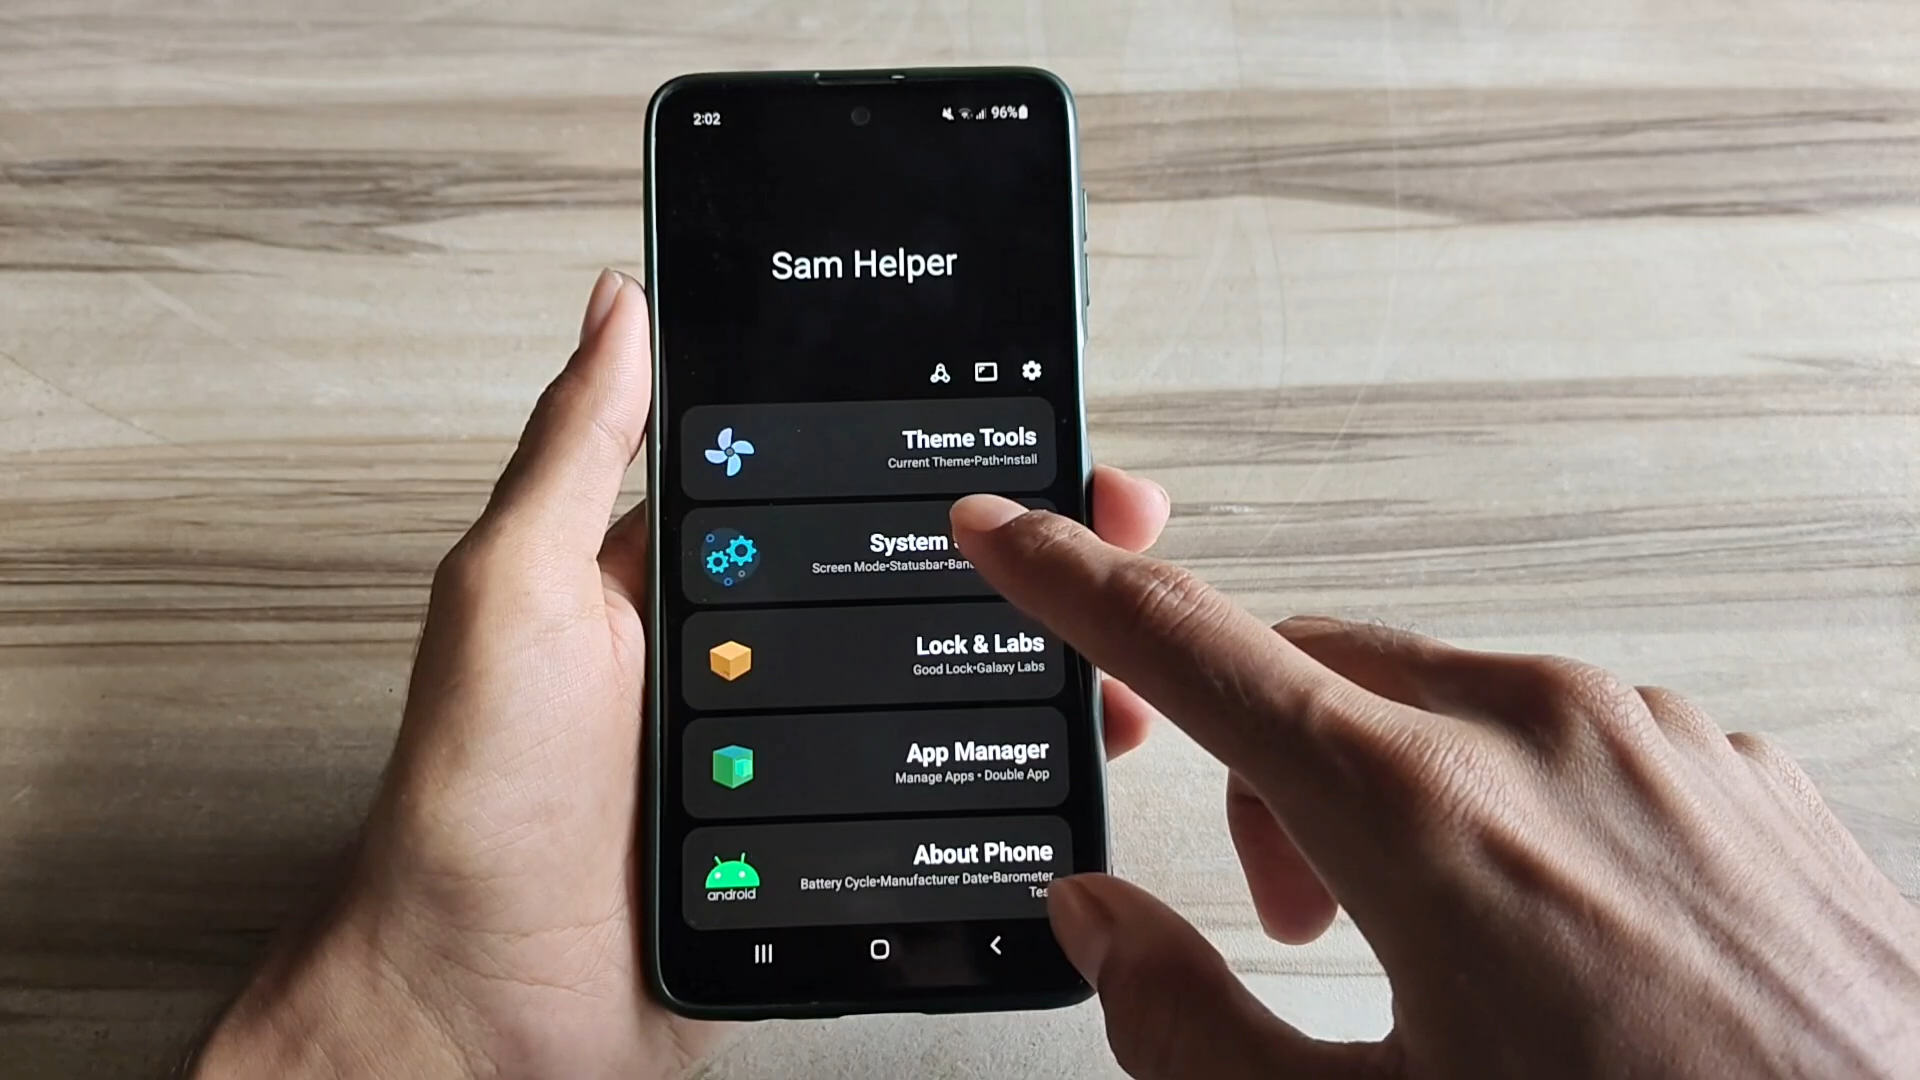 2:02
96%
Sam Helper
Theme Tools
Current Theme•Path•Install
System
Screen Mode•Statusbar
Lock & Labs
Good Lock•Galaxy Labs
App Manager
Manage Apps • Double App
About Phone
Battery Cycle•Manufacturer Date•Barometer
android